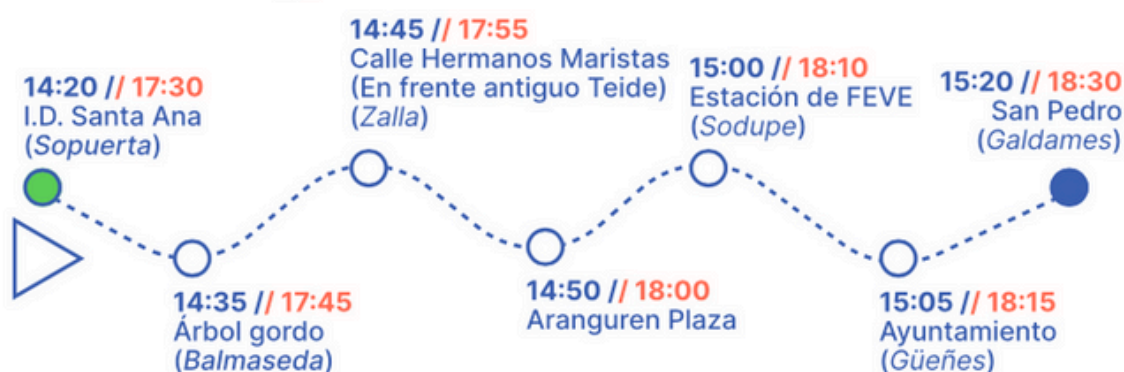 14:20 // 17:30
I.D. Santa Ana
(Sopuerta)
14:35 // 17:45
Árbol gordo
(Balmaseda)
14:45 // 17:55
Calle Hermanos Maristas
(En frente antiguo Teide)
(Zalla)
14:50 // 18:00
Aranguren Plaza
15:00 // 18:10
Estación de FEVE
(Sodupe)
15:05 // 18:15
Ayuntamiento
(Güeñes)
15:20 // 18:30
San Pedro
(Galdames)